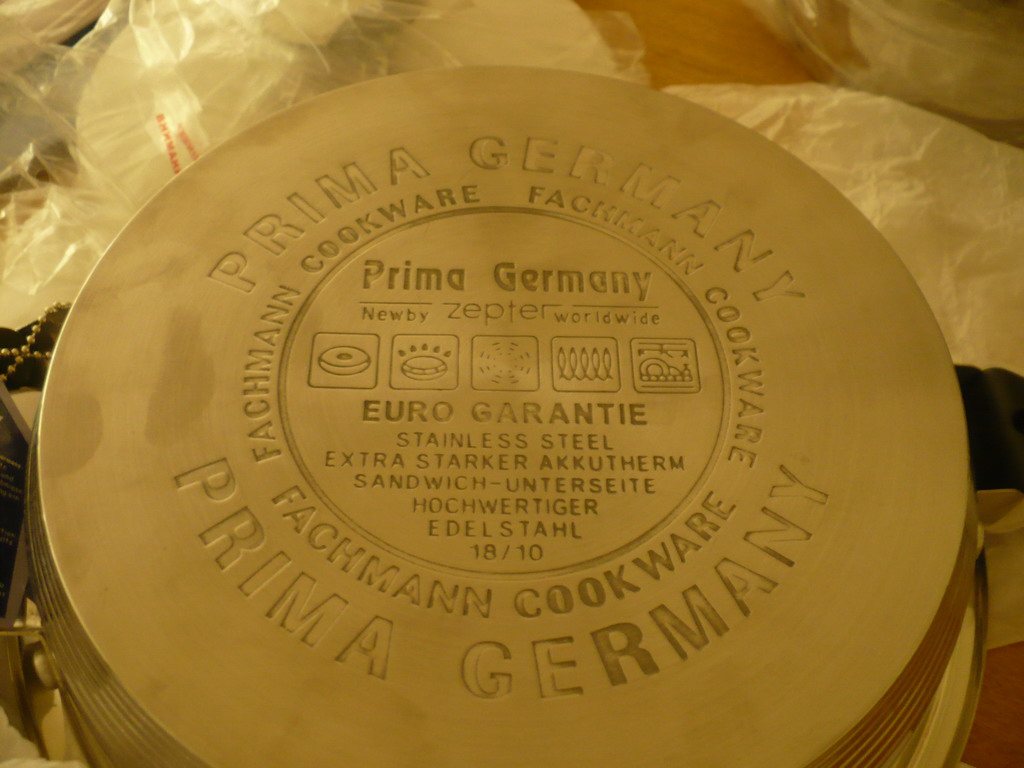 PRIMA GERMANY
FACHMANN COOKWARE FACHMANN COOKWARE
Prima Germany
Newby zepter worldwide
EURO GARANTIE
STAINLESS STEEL
EXTRA STARKER AKKUTHERM
SANDWICH-UNTERSEITE
HOCHWERTIGER
EDELSTAHL
18/10
FACHMANN COOKWARE
PRIMA GERMANY